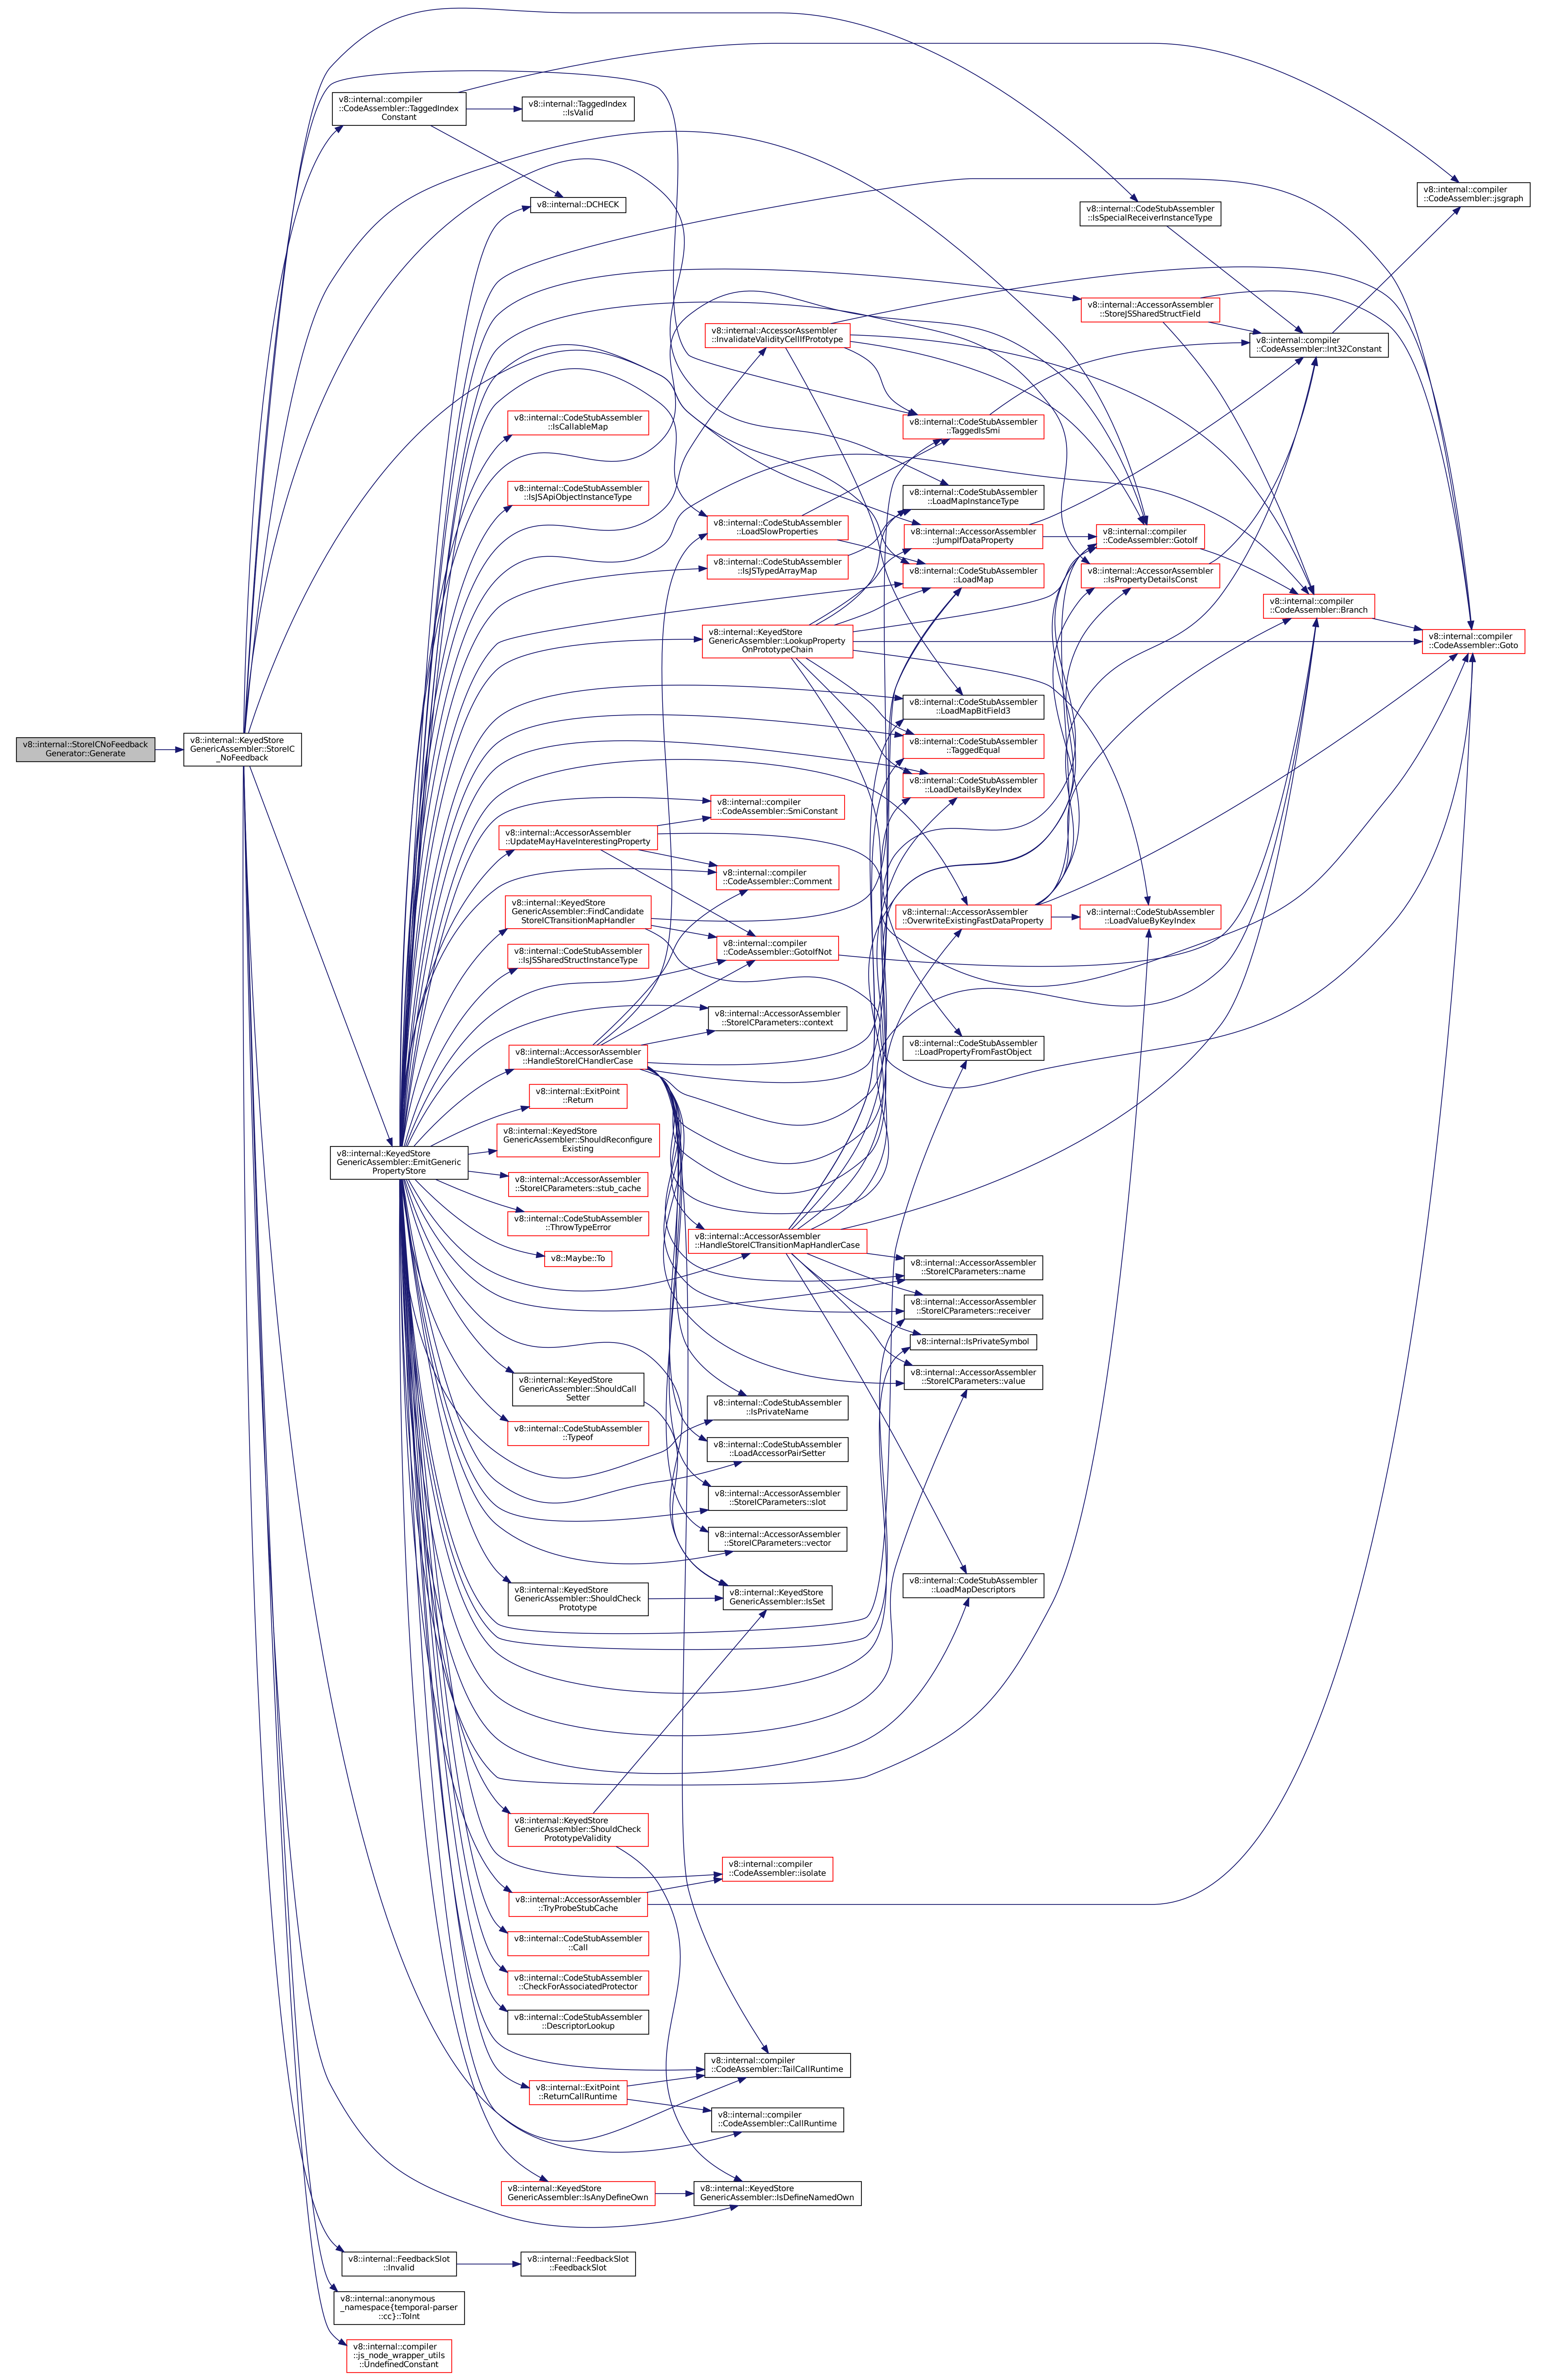 v8::internal::StoreICNoFeedback
Generator::Generate
v8::internal::KeyedStore
GenericAssembler::StoreIC
_NoFeedback
v8::internal::compiler
::CodeAssembler::TaggedIndex
Constant
v8::internal::KeyedStore
GenericAssembler::EmitGeneric
PropertyStore
v8::internal::FeedbackSlot
::Invalid
v8::internal::anonymous
_namespace{temporal-parser
::cc}::ToInt
v8::internal::compiler
::js_node_wrapper_utils
::UndefinedConstant
v8::internal::TaggedIndex
::IsValid
v8::internal::DCHECK
v8::internal::CodeStubAssembler
::IsCallableMap
v8::internal::CodeStubAssembler
::IsJSApiObjectInstanceType
v8::internal::AccessorAssembler
::UpdateMayHaveInterestingProperty
v8::internal::KeyedStore
GenericAssembler::FindCandidate
StoreICTransitionMapHandler
v8::internal::CodeStubAssembler
::IsJSSharedStructInstanceType
v8::internal::AccessorAssembler
::HandleStoreICHandlerCase
v8::internal::ExitPoint
::Return
v8::internal::KeyedStore
GenericAssembler::ShouldReconfigure
Existing
v8::internal::AccessorAssembler
::StoreICParameters::stub_cache
v8::internal::CodeStubAssembler
::ThrowTypeError
v8::Maybe::To
v8::internal::KeyedStore
GenericAssembler::ShouldCall
Setter
v8::internal::CodeStubAssembler
::Typeof
v8::internal::KeyedStore
GenericAssembler::ShouldCheck
Prototype
v8::internal::KeyedStore
GenericAssembler::ShouldCheck
PrototypeValidity
v8::internal::AccessorAssembler
::TryProbeStubCache
v8::internal::CodeStubAssembler
::Call
v8::internal::CodeStubAssembler
::CheckForAssociatedProtector
v8::internal::CodeStubAssembler
::DescriptorLookup
v8::internal::ExitPoint
::ReturnCallRuntime
v8::internal::KeyedStore
GenericAssembler::IsAnyDefineOwn
v8::internal::FeedbackSlot
::FeedbackSlot
v8::internal::AccessorAssembler
::InvalidateValidityCellIfPrototype
v8::internal::CodeStubAssembler
::LoadSlowProperties
v8::internal::CodeStubAssembler
::IsJSTypedArrayMap
v8::internal::KeyedStore
GenericAssembler::LookupProperty
OnPrototypeChain
v8::internal::compiler
::CodeAssembler::SmiConstant
v8::internal::compiler
::CodeAssembler::Comment
v8::internal::compiler
::CodeAssembler::GotoIfNot
v8::internal::AccessorAssembler
::StoreICParameters::context
v8::internal::AccessorAssembler
::HandleStoreICTransitionMapHandlerCase
v8::internal::CodeStubAssembler
::IsPrivateName
v8::internal::CodeStubAssembler
::LoadAccessorPairSetter
v8::internal::AccessorAssembler
::StoreICParameters::slot
v8::internal::AccessorAssembler
::StoreICParameters::vector
v8::internal::KeyedStore
GenericAssembler::IsSet
v8::internal::compiler
::CodeAssembler::isolate
v8::internal::compiler
::CodeAssembler::TailCallRuntime
v8::internal::compiler
::CodeAssembler::CallRuntime
v8::internal::KeyedStore
GenericAssembler::IsDefineNamedOwn
v8::internal::CodeStubAssembler
::TaggedIsSmi
v8::internal::CodeStubAssembler
::LoadMapInstanceType
v8::internal::AccessorAssembler
::JumpIfDataProperty
v8::internal::CodeStubAssembler
::LoadMap
v8::internal::CodeStubAssembler
::LoadMapBitField3
v8::internal::CodeStubAssembler
::TaggedEqual
v8::internal::CodeStubAssembler
::LoadDetailsByKeyIndex
v8::internal::AccessorAssembler
::OverwriteExistingFastDataProperty
v8::internal::CodeStubAssembler
::LoadPropertyFromFastObject
v8::internal::AccessorAssembler
::StoreICParameters::name
v8::internal::AccessorAssembler
::StoreICParameters::receiver
v8::internal::IsPrivateSymbol
v8::internal::AccessorAssembler
::StoreICParameters::value
v8::internal::CodeStubAssembler
::LoadMapDescriptors
v8::internal::CodeStubAssembler
::IsSpecialReceiverInstanceType
v8::internal::AccessorAssembler
::StoreJSSharedStructField
v8::internal::compiler
::CodeAssembler::GotoIf
v8::internal::AccessorAssembler
::IsPropertyDetailsConst
v8::internal::CodeStubAssembler
::LoadValueByKeyIndex
v8::internal::compiler
::CodeAssembler::Int32Constant
v8::internal::compiler
::CodeAssembler::Branch
v8::internal::compiler
::CodeAssembler::jsgraph
v8::internal::compiler
::CodeAssembler::Goto